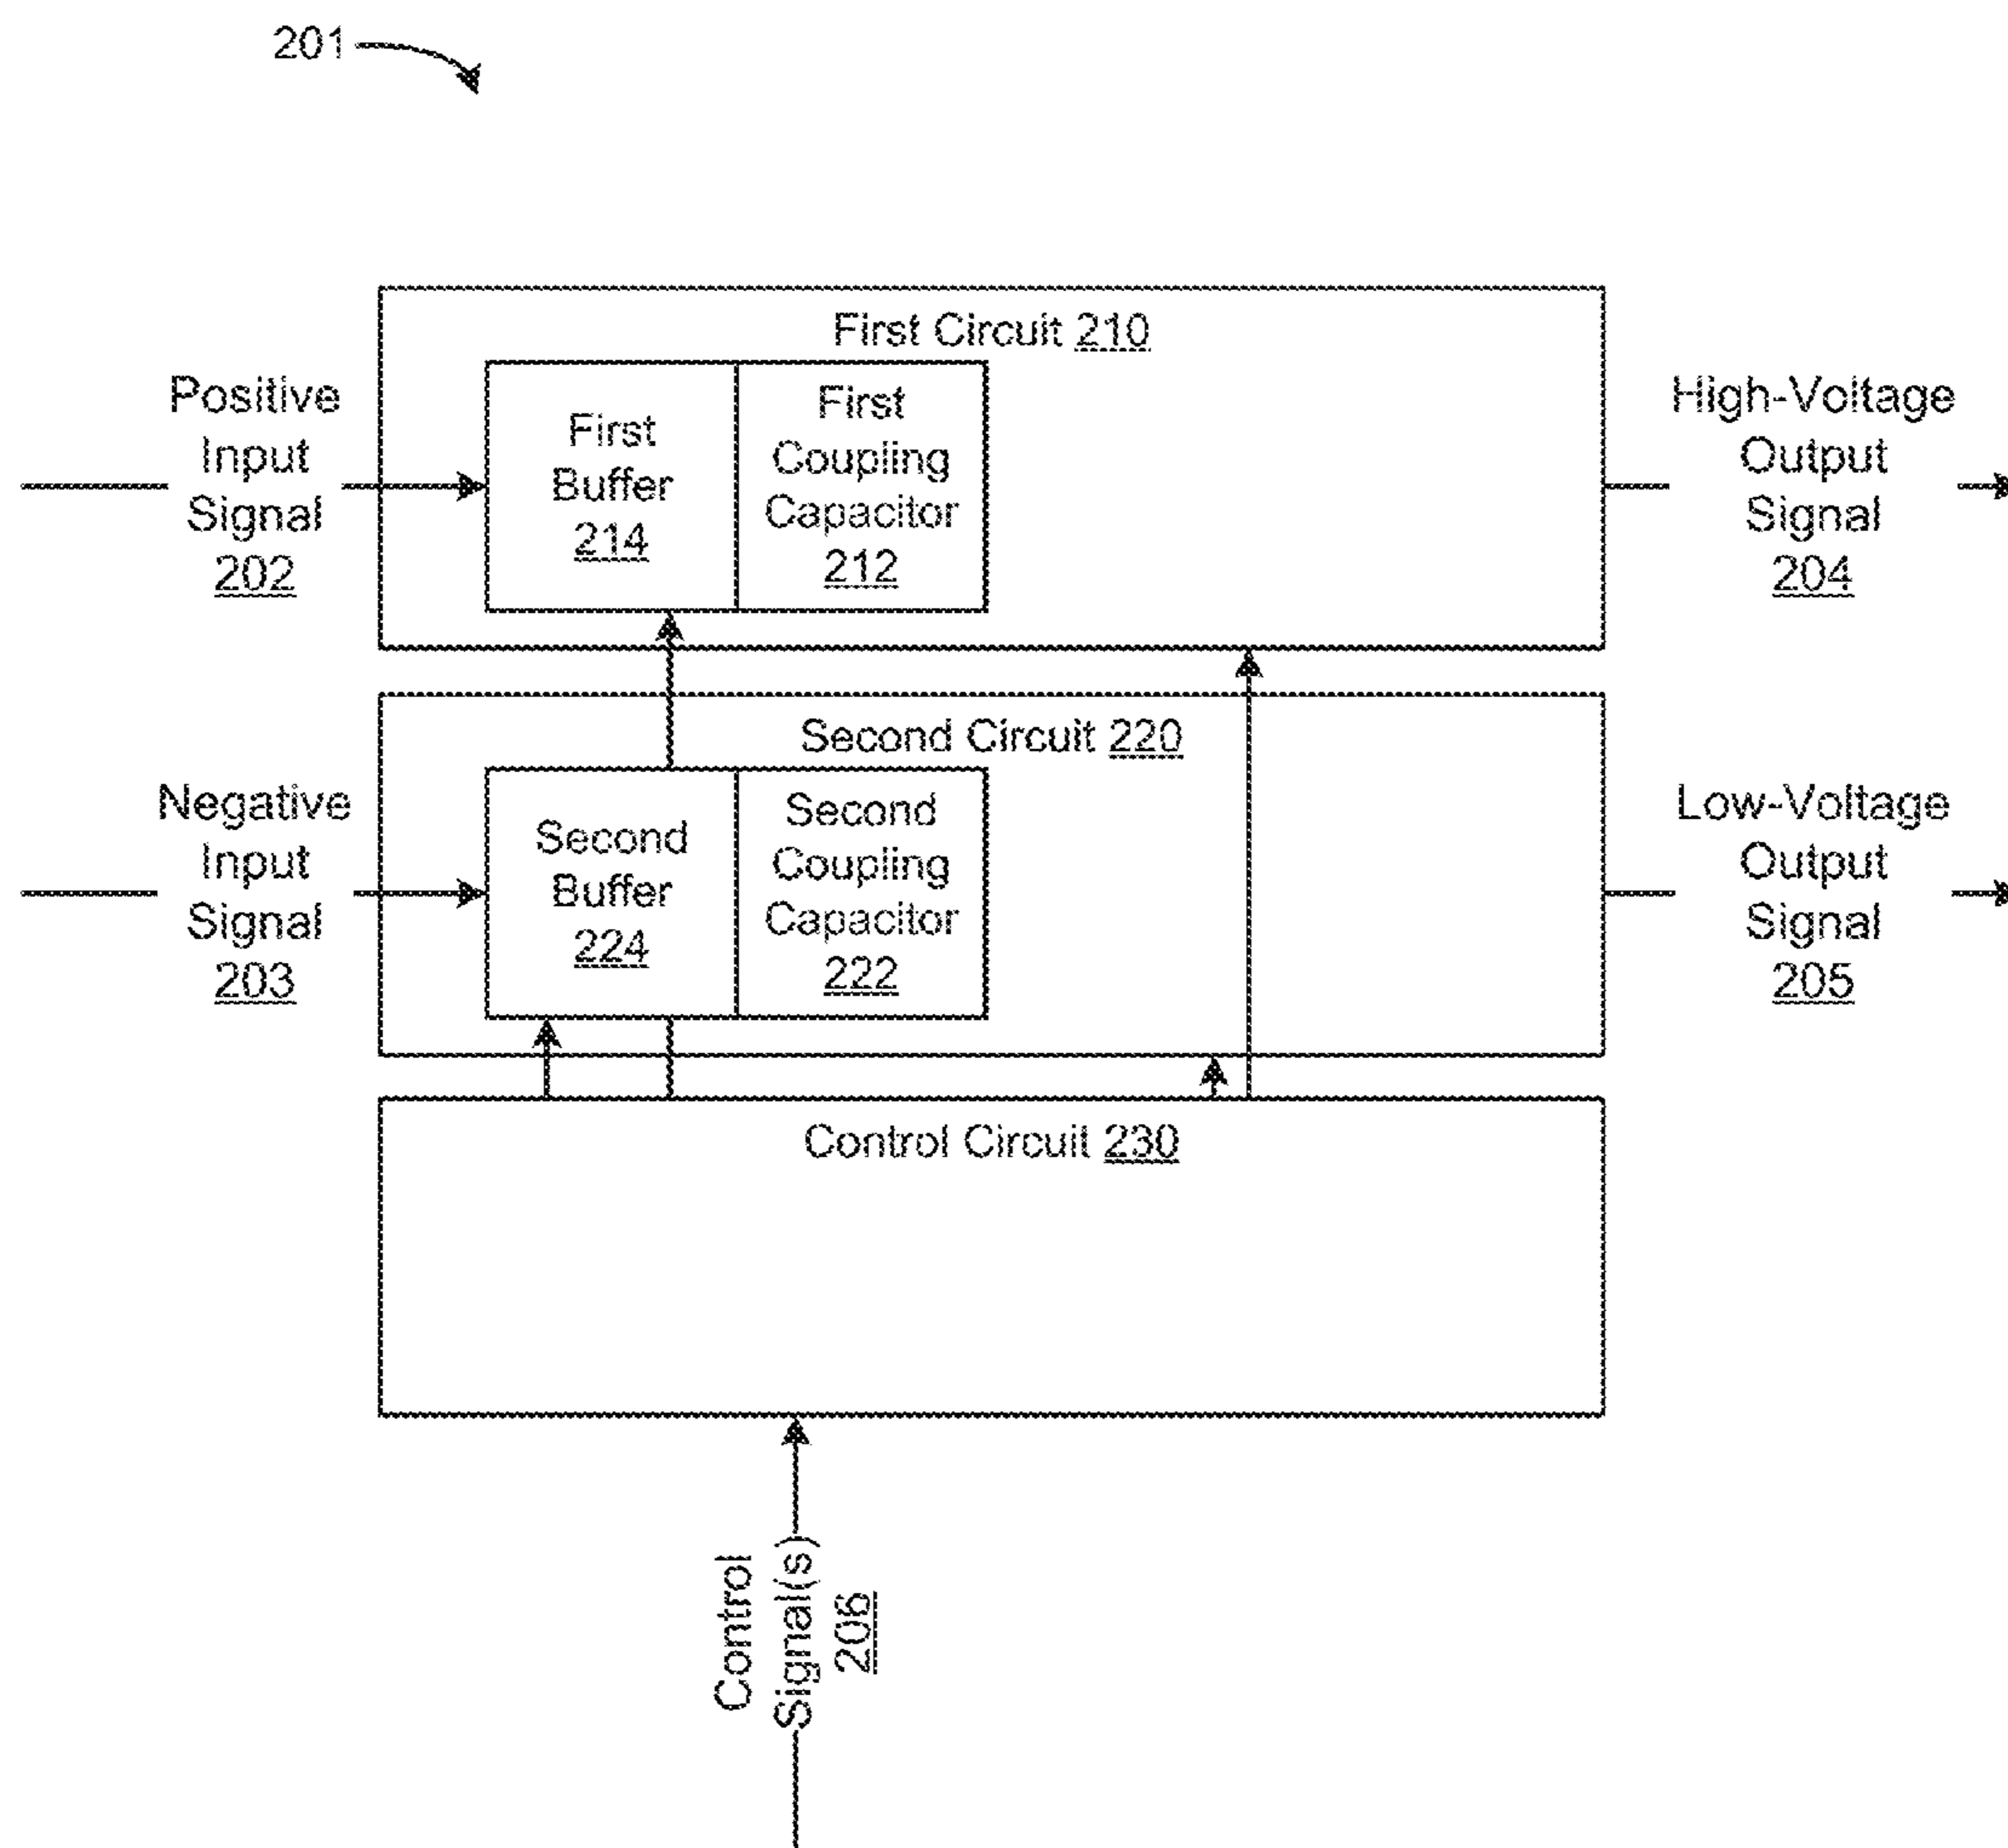 201
First Circuit 210
Positive
Input
Signal
202
First
Buffer
214
First
Coupling
Capacitor
212
High-Voltage
Output
Signal
204
Second Circuit 220
Negative
Input
Signal
203
Second
Buffer
224
Second
Coupling
Capacitor
222
Low-Voltage
Output
Signal
205
Control Circuit 230
Control
Signal(s)
206